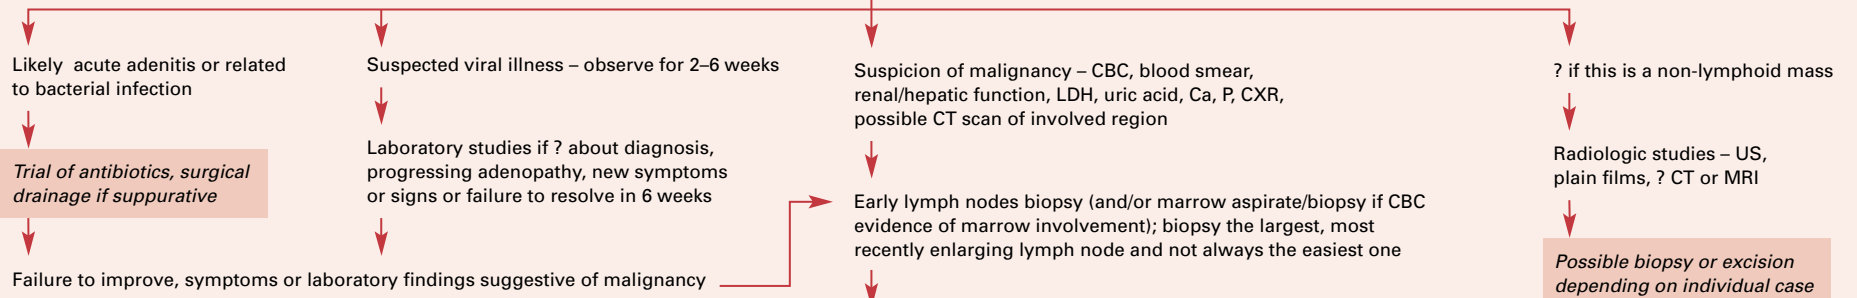 Likely acute adenitis or related
to bacterial infection
Trial of antibiotics, surgical
drainage if suppurative
Suspected viral illness – observe for 2–6 weeks
Laboratory studies if ? about diagnosis,
progressing adenopathy, new symptoms
or signs or failure to resolve in 6 weeks
Failure to improve, symptoms or laboratory findings suggestive of malignancy
Suspicion of malignancy – CBC, blood smear,
renal/hepatic function, LDH, uric acid, Ca, P, CXR,
possible CT scan of involved region
Early lymph nodes biopsy (and/or marrow aspirate/biopsy if CBC
evidence of marrow involvement); biopsy the largest, most
recently enlarging lymph node and not always the easiest one
? if this is a non-lymphoid mass
Radiologic studies – US,
plain films, ? CT or MRI
Possible biopsy or excision
depending on individual case